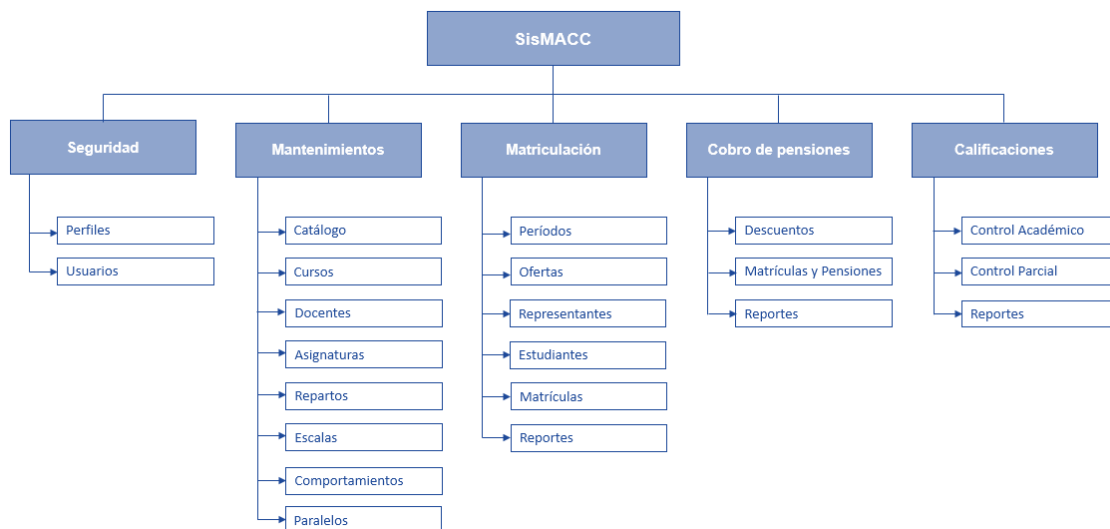 SisMACC
Seguridad
Perfiles
Usuarios
Mantenimientos
Catálogo
Cursos
Docentes
Asignaturas
Repartos
Escalas
Comportamientos
Paralelos
Matriculación
Períodos
Ofertas
Representantes
Estudiantes
Matrículas
Reportes
Cobro de pensiones
Descuentos
Matrículas y Pensiones
Reportes
Calificaciones
Control Académico
Control Parcial
Reportes